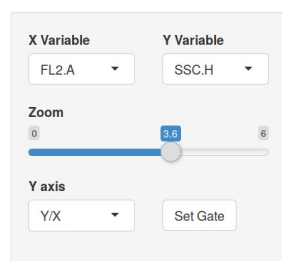 X Variable Y Variable
FL2.A SSC.H
Zoom
0 3.6 6
Y axis
Y/X Set Gate